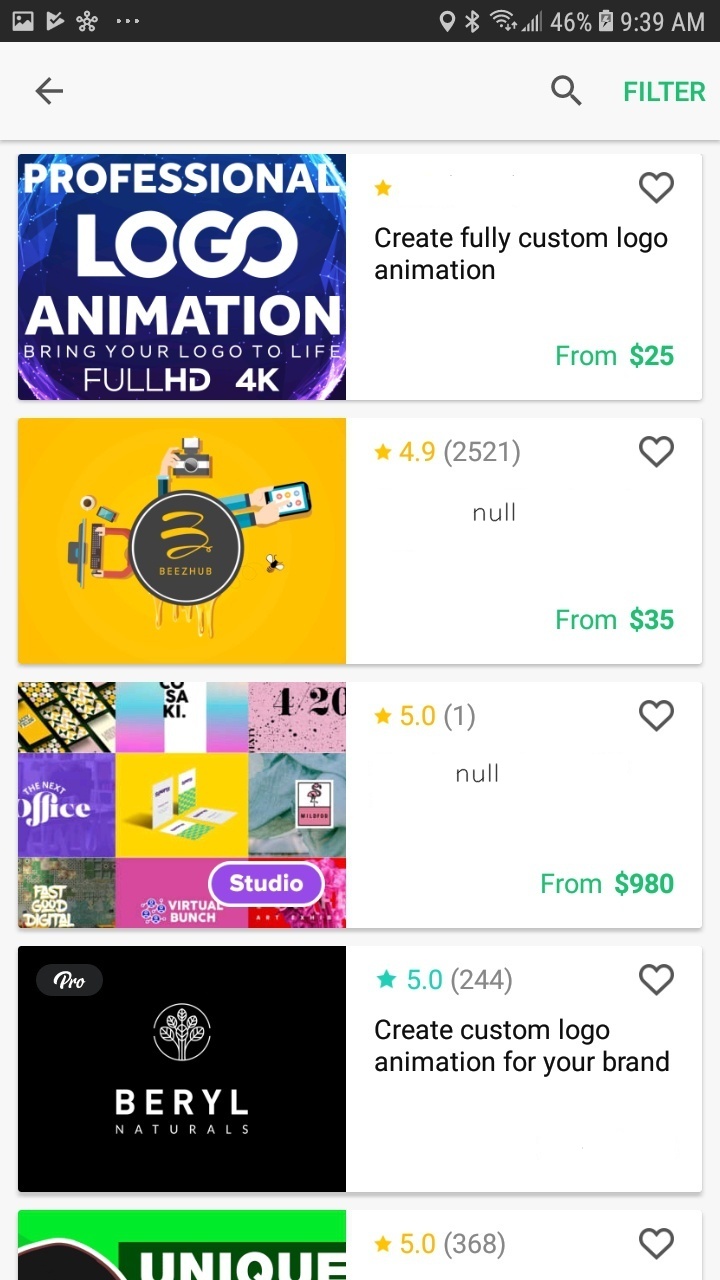 46% 9:39 AM
FILTER
PROFESSIONAL
LOGO
ANIMATION
BRING YOUR LOGO TO LIFE
FULLHD 4K
Create fully custom logo
animation
From $25
BEEZHUB
4.9 (2521)
null
From $35
SA
KI.
4/20
THE NEXT
Office
MILDFOO
FAST
GOOD
DIGITAL
VIRTUAL
BUNCH
Studio
5.0 (1)
null
From $980
Pro
BERYL
NATURALS
5.0 (244)
Create custom logo
animation for your brand
UNIQUE
5.0 (368)